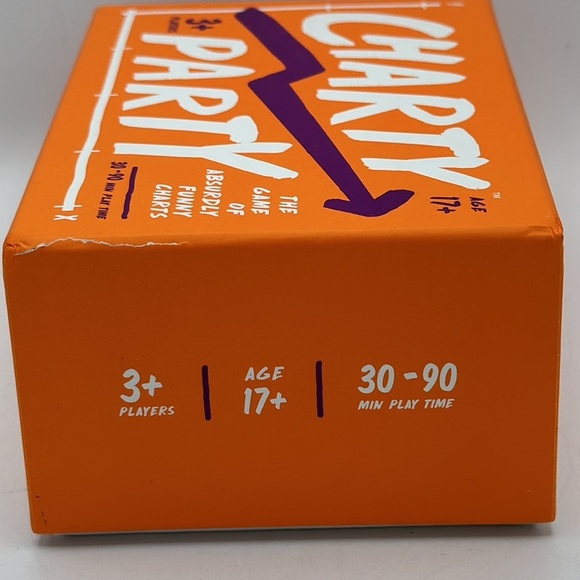 CHARTY
PARTY
™
3+
PLAYERS
AGE
17+
THE
GAME
OF
ABSURDLY
FUNNY
CHARTS
30-90
MIN PLAY TIME
X
3+
PLAYERS
AGE
17+
30-90
MIN PLAY TIME